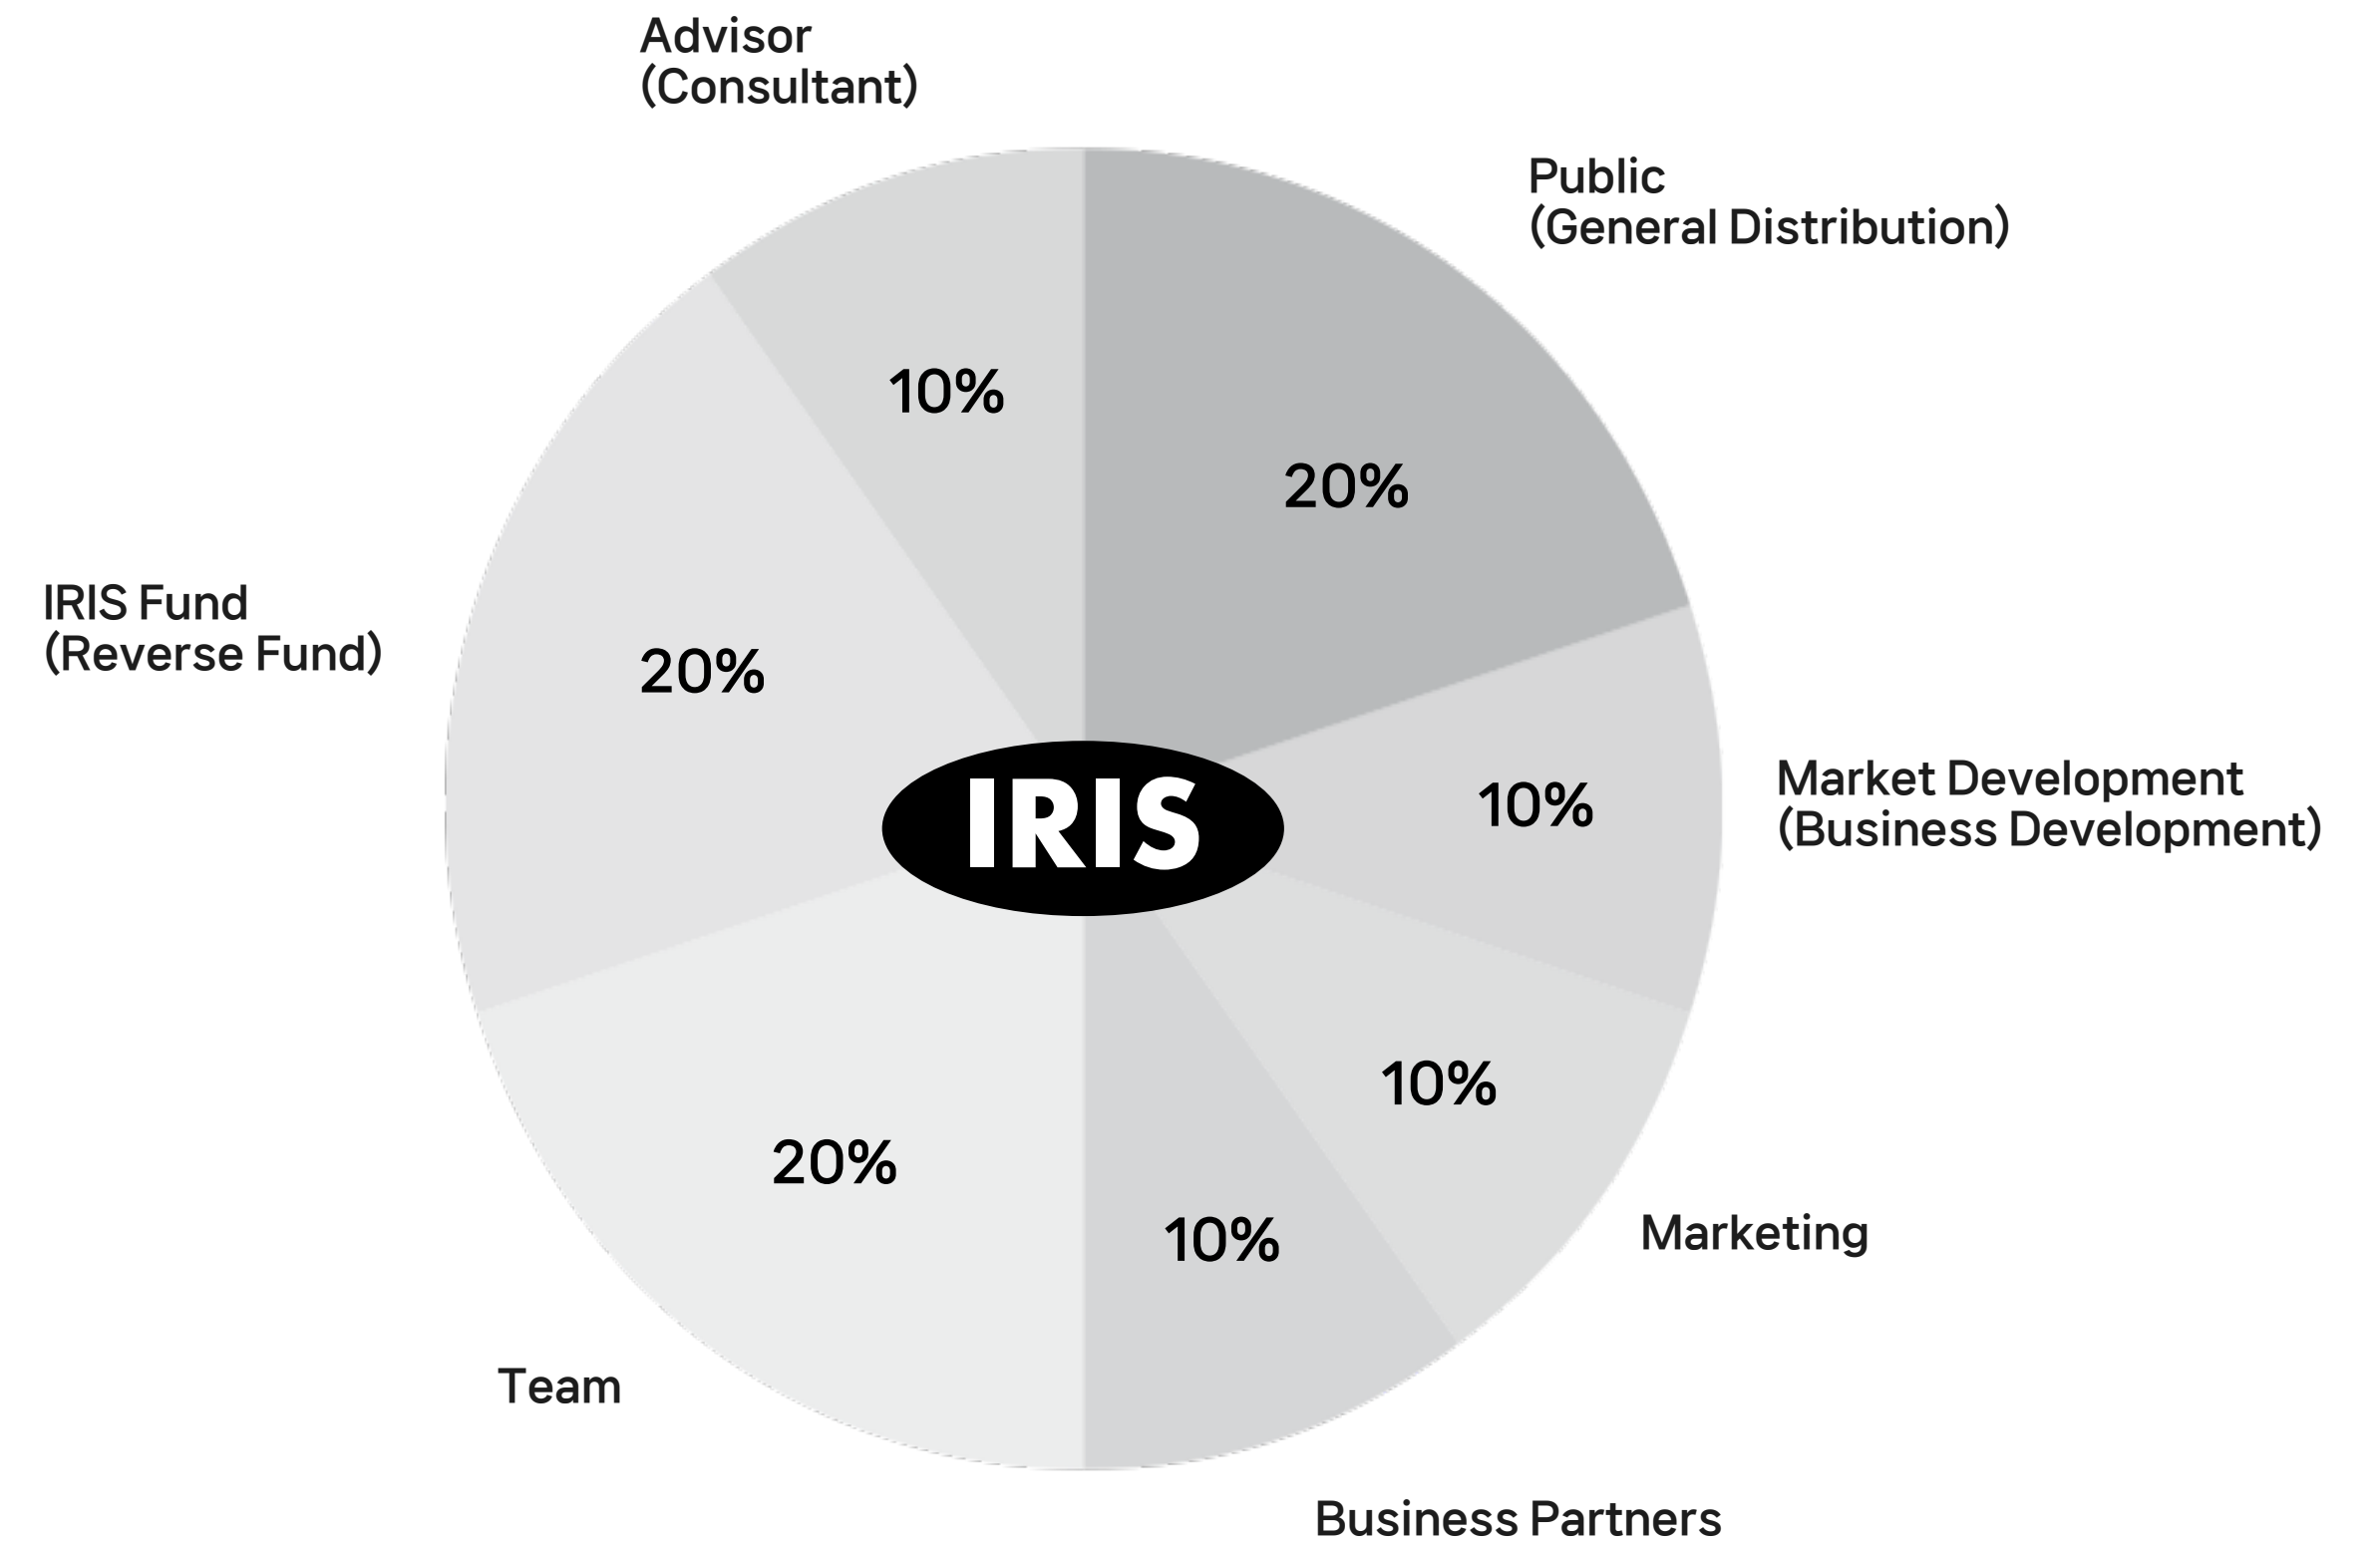 Advisor
(Consultant)
Public
(General Distribution)
10%
20%
IRIS Fund
(Reverse Fund)
20%
IRIS
10%
Market Development
(Business Development)
10%
20%
10%
Marketing
Team
Business Partners